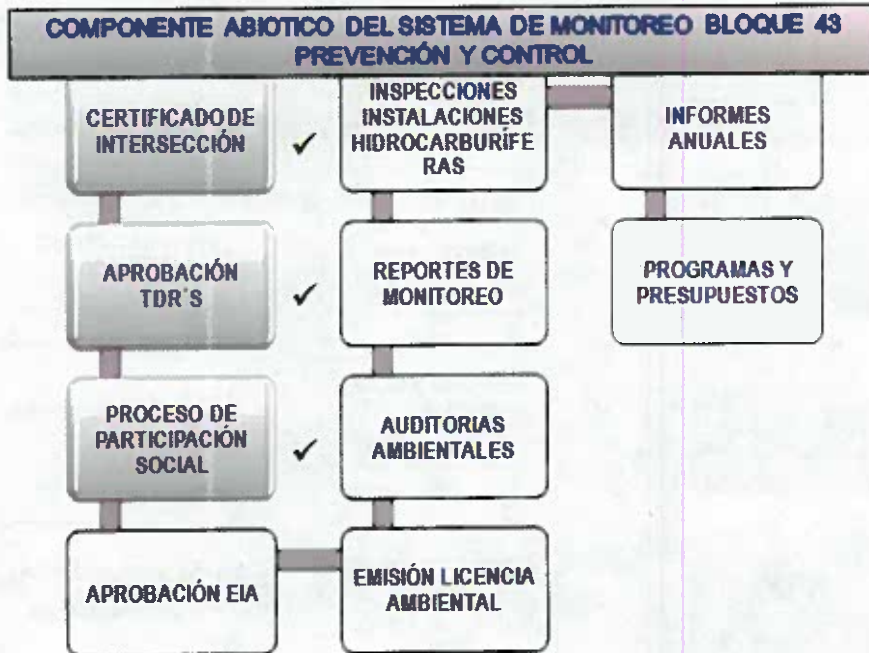 COMPONENTE ABIOTICO DEL SISTEMA DE MONITOREO BLOQUE 43
PREVENCIÓN Y CONTROL
CERTIFICADO DE
INTERSECCIÓN
✓
APROBACIÓN
TDR`S
✓
PROCESO DE
PARTICIPACIÓN
SOCIAL
✓
APROBACIÓN EIA
EMISIÓN LICENCIA
AMBIENTAL
AUDITORIAS
AMBIENTALES
REPORTES DE
MONITOREO
INSPECCIONES
INSTALACIONES
HIDROCARBURÍFE
RAS
INFORMES
ANUALES
PROGRAMAS Y
PRESUPUESTOS